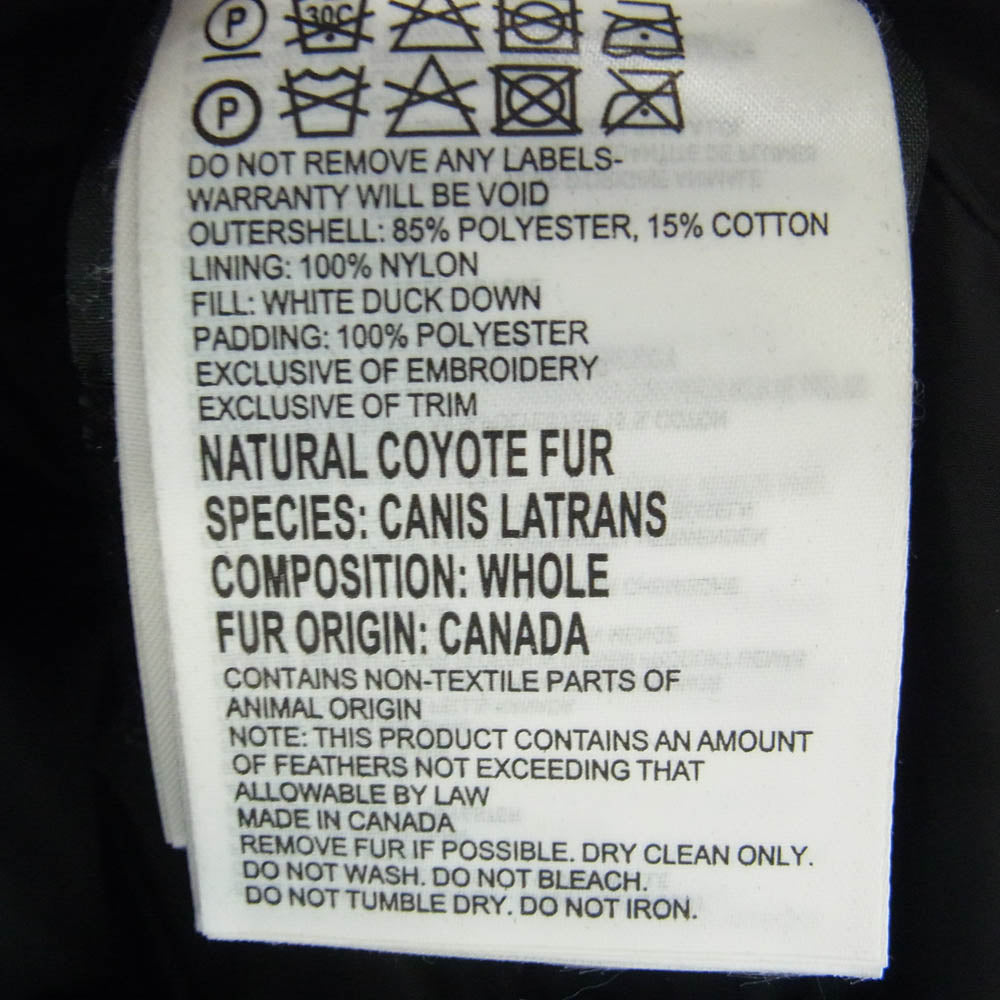 P 30C
P
DO NOT REMOVE ANY LABELS-
WARRANTY WILL BE VOID
OUTERSHELL: 85% POLYESTER, 15% COTTON
LINING: 100% NYLON
FILL: WHITE DUCK DOWN
PADDING: 100% POLYESTER
EXCLUSIVE OF EMBROIDERY
EXCLUSIVE OF TRIM
NATURAL COYOTE FUR
SPECIES: CANIS LATRANS
COMPOSITION: WHOLE
FUR ORIGIN: CANADA
CONTAINS NON-TEXTILE PARTS OF
ANIMAL ORIGIN
NOTE: THIS PRODUCT CONTAINS AN AMOUNT
OF FEATHERS NOT EXCEEDING THAT
ALLOWABLE BY LAW
MADE IN CANADA
REMOVE FUR IF POSSIBLE. DRY CLEAN ONLY.
DO NOT WASH. DO NOT BLEACH.
DO NOT TUMBLE DRY. DO NOT IRON.